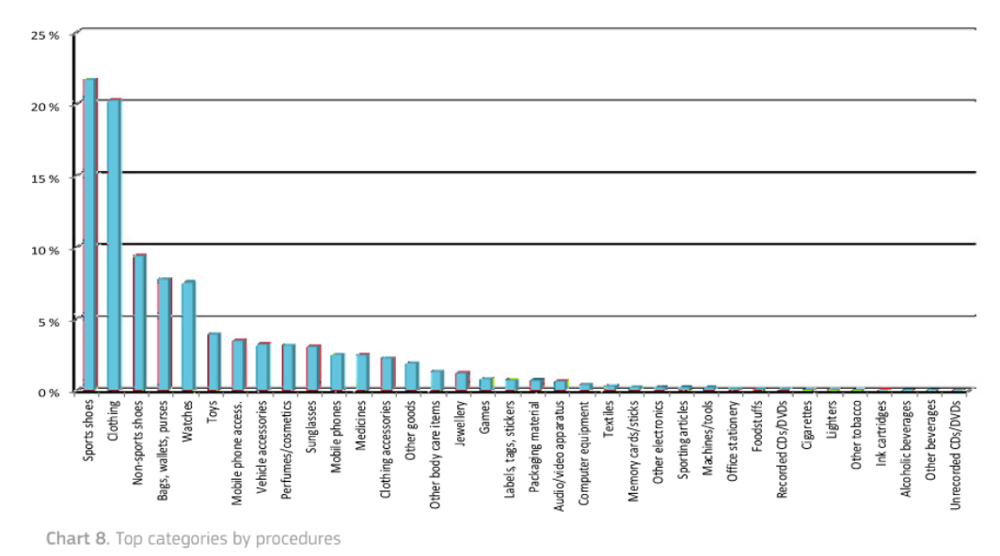 25 %
20 %
15 %
10 %
5 %
0 %
Sports shoes
Clothing
Non-sports shoes
Bags, wallets, purses
Watches
Toys
Mobile phone access.
Vehicle accessories
Perfumes/cosmetics
Sunglasses
Mobile phones
Medicines
Clothing accessories
Other goods
Other body care items
Jewellery
Games
Labels, tags, stickers
Packaging material
Audio/video apparatus
Computer equipment
Textiles
Memory cards/sticks
Other electronics
Sporting articles
Machines/tools
Office stationery
Foodstuffs
Recorded CDs/DVDs
Cigarettes
Lighters
Other tobacco
Ink cartridges
Alcoholic beverages
Other beverages
Unrecorded CDs/DVDs
Chart 8. Top categories by procedures